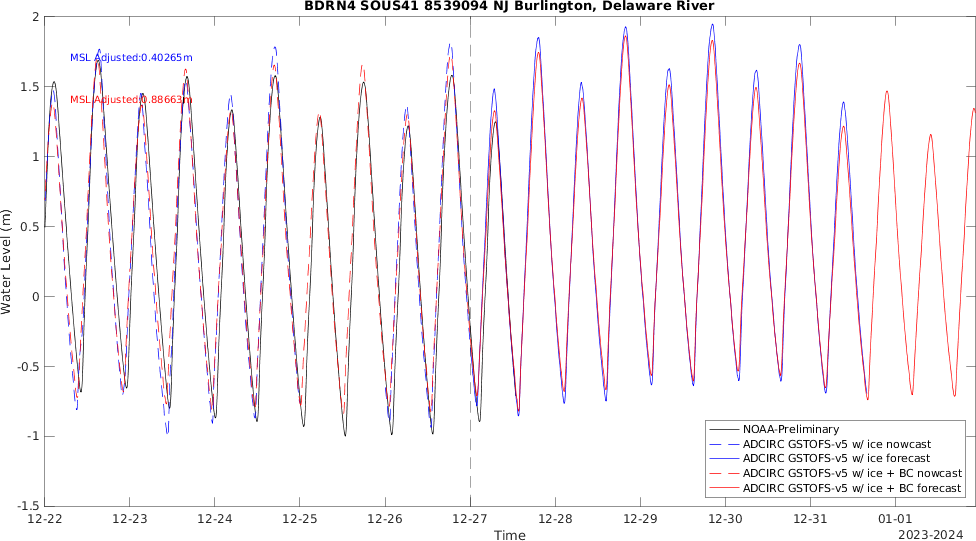 BDRN4 SOUS41 8539094 NJ Burlington, Delaware River
2
MSL Adjusted:0.40265m
1.5
MSL Adjusted:0.88663m
1
0.5
Water Level (m)
0
-0.5
-1
NOAA-Preliminary
ADCIRC GSTOFS-v5 w/ ice nowcast
ADCIRC GSTOFS-v5 w/ ice forecast
ADCIRC GSTOFS-v5 w/ ice + BC nowcast
ADCIRC GSTOFS-v5 w/ ice + BC forecast
-1.5
12-22 12-23 12-24 12-25 12-26 12-27 12-28 12-29 12-30 12-31 01-01
Time
2023-2024